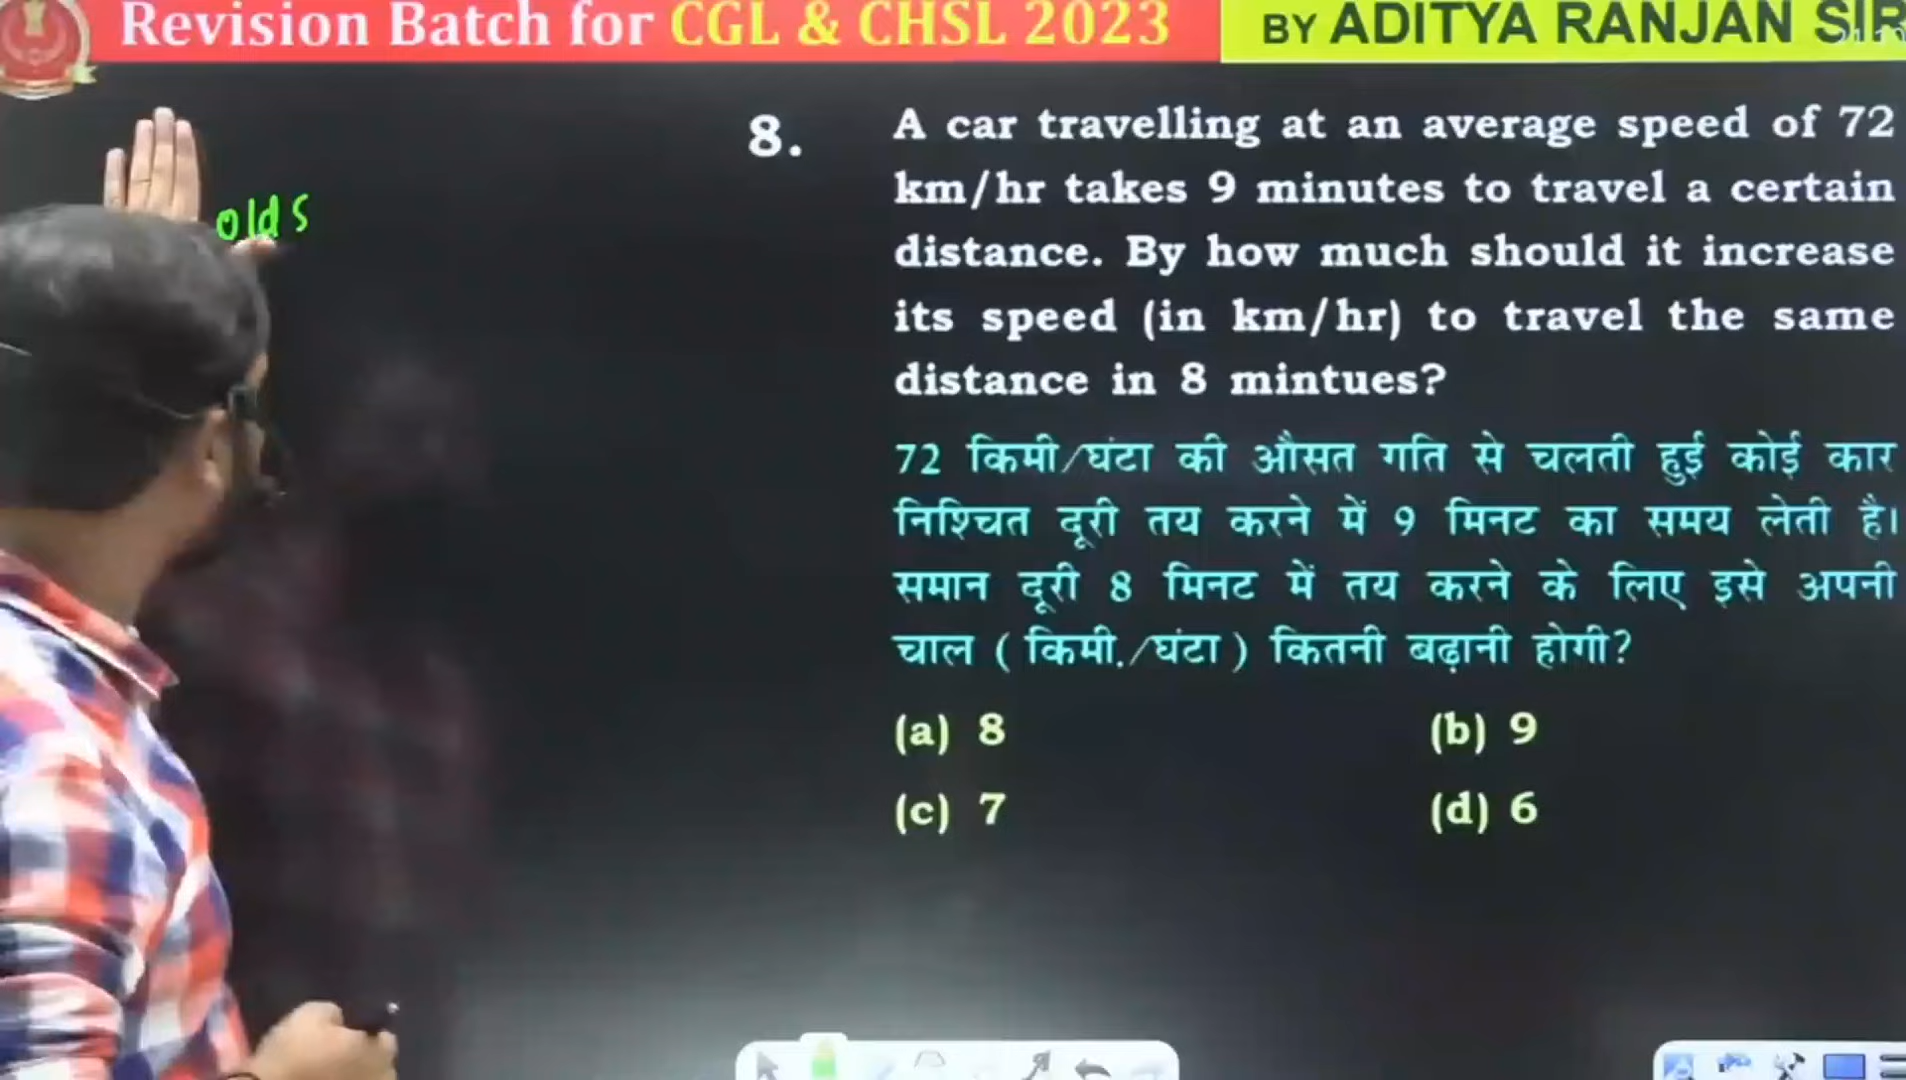 Revision Batch for CGL & CHSL 2023
BY ADITYA RANJAN SIR
old S
8.
A car travelling at an average speed of 72
km/hr takes 9 minutes to travel a certain
distance. By how much should it increase
its speed (in km/hr) to travel the same
distance in 8 mintues?
72 किमी/घंटा की औसत गति से चलती हुई कोई कार
निश्चित दूरी तय करने में 9 मिनट का समय लेती है।
समान दूरी 8 मिनट में तय करने के लिए इसे अपनी
चाल ( किमी./घंटा ) कितनी बढ़ानी होगी?
(a) 8
(b) 9
(c) 7
(d) 6